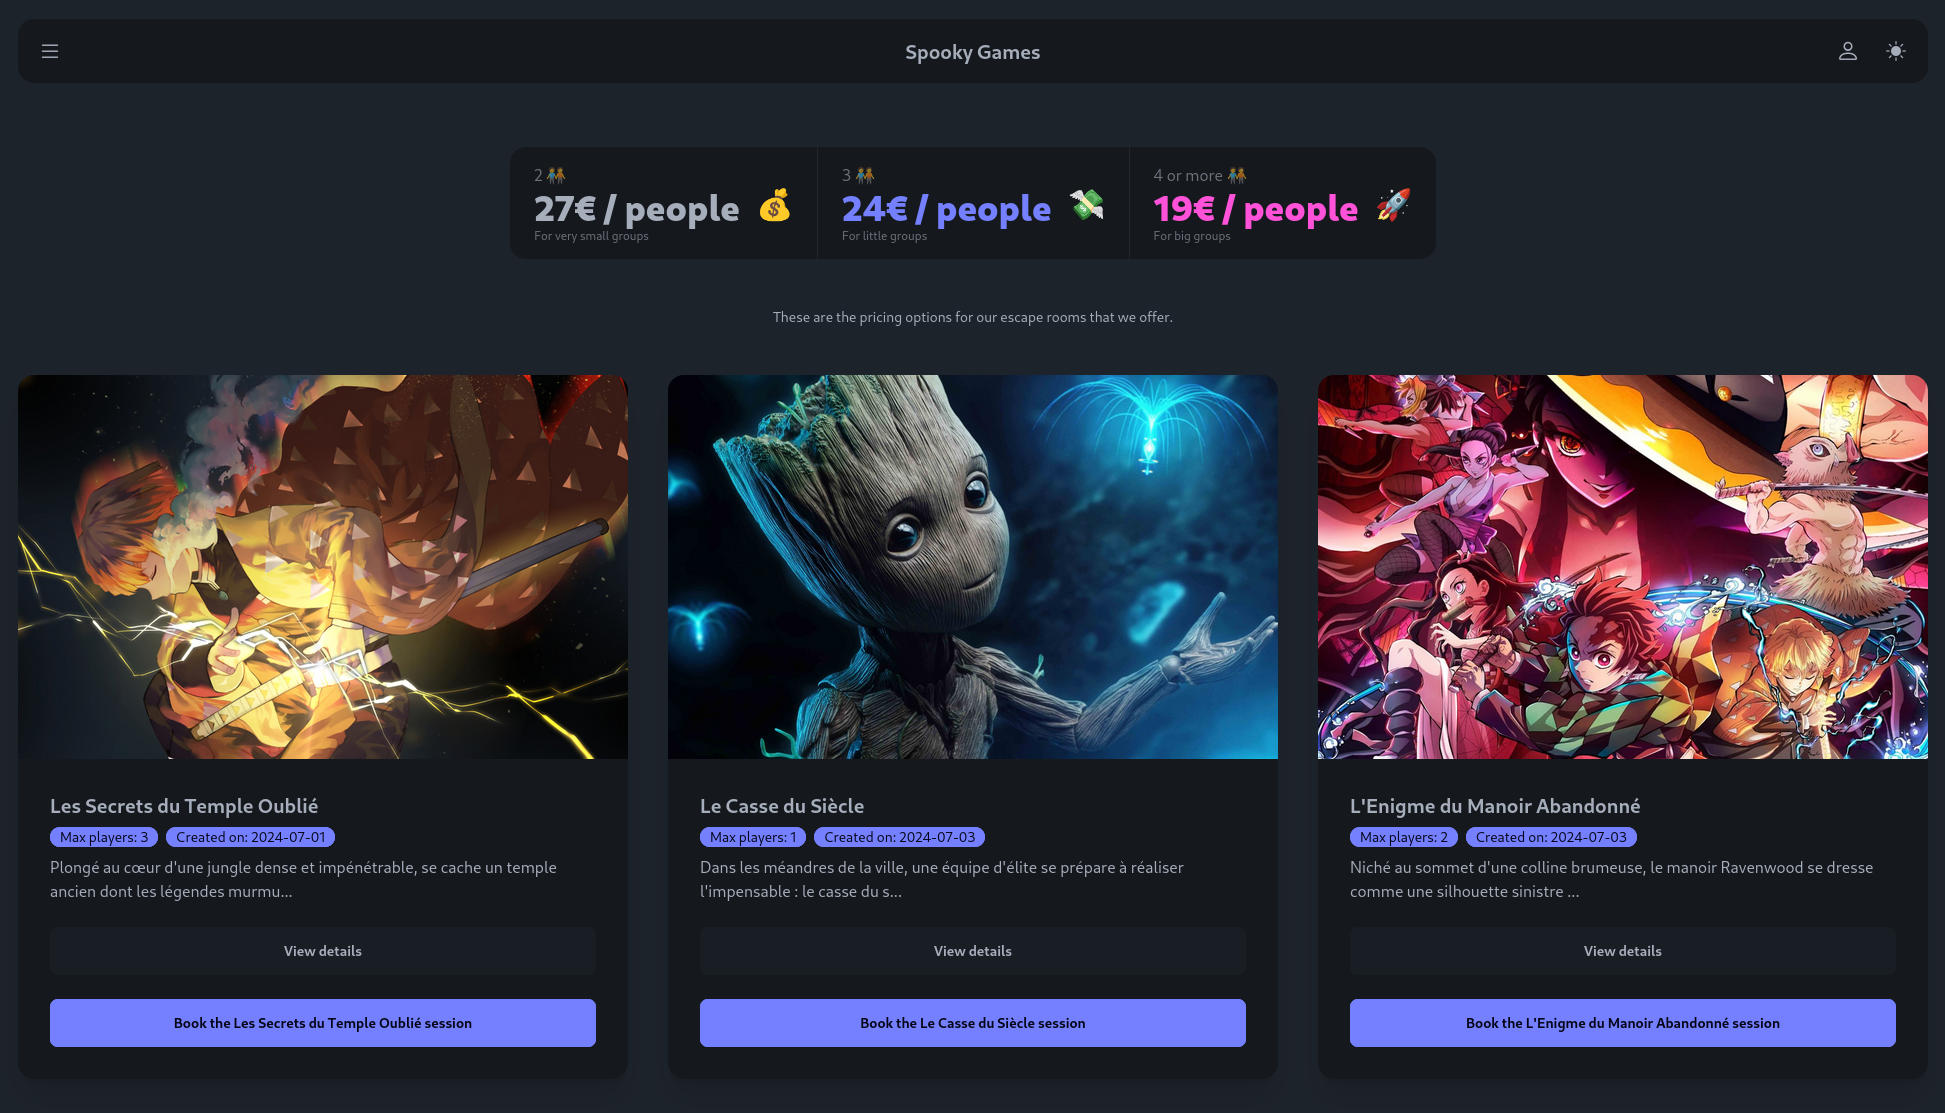 Spooky Games
2
27€ / people
For very small groups
3
24€ / people
For little groups
4 or more
19€ / people
For big groups
These are the pricing options for our escape rooms that we offer.
Les Secrets du Temple Oublié
Max players: 3 Created on: 2024-07-01
Plongé au cœur d'une jungle dense et impénétrable, se cache un temple
ancien dont les légendes murmu...
View details
Book the Les Secrets du Temple Oublié session
Le Casse du Siècle
Max players: 1 Created on: 2024-07-03
Dans les méandres de la ville, une équipe d'élite se prépare à réaliser
l'impensable : le casse du s...
View details
Book the Le Casse du Siècle session
L'Enigme du Manoir Abandonné
Max players: 2 Created on: 2024-07-03
Niché au sommet d'une colline brumeuse, le manoir Ravenwood se dresse
comme une silhouette sinistre ...
View details
Book the L'Enigme du Manoir Abandonné session